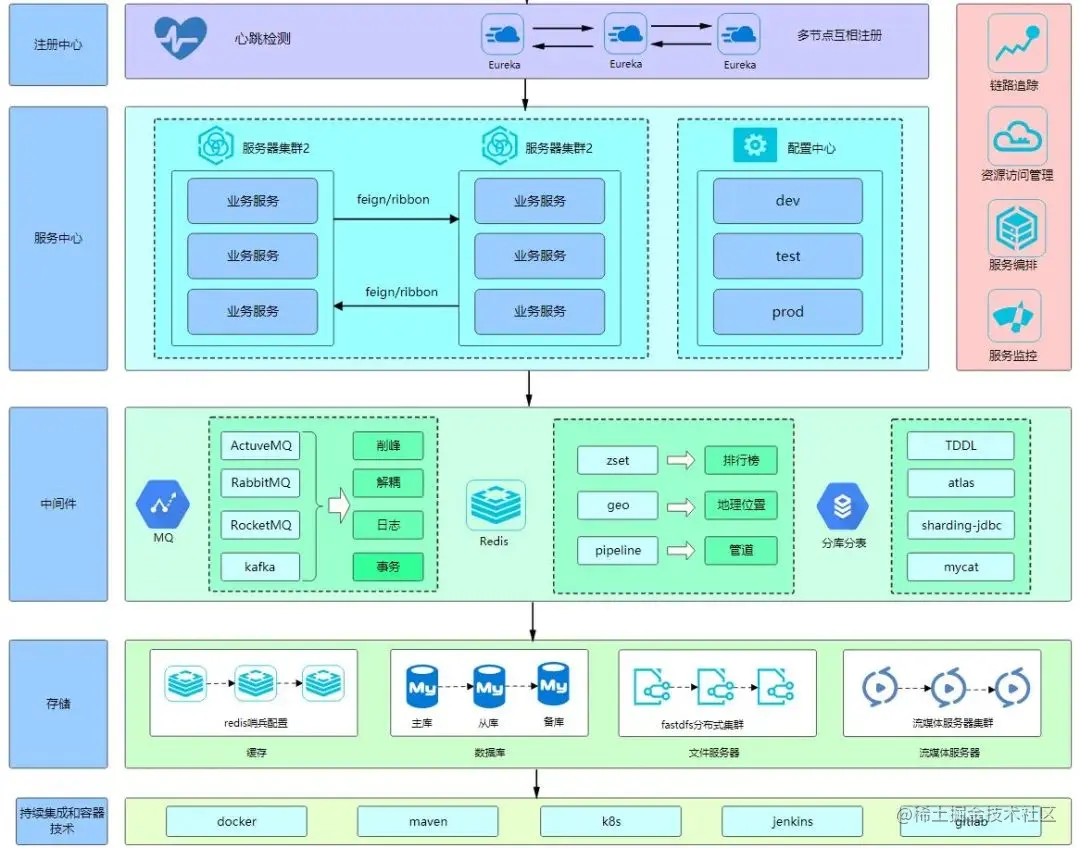 注册中心
心跳检测
Eureka
Eureka
Eureka
多节点互相注册
链路追踪
资源访问管理
服务编排
服务监控
服务中心
服务器集群2
业务服务
业务服务
业务服务
feign/ribbon
feign/ribbon
服务器集群2
业务服务
业务服务
业务服务
配置中心
dev
test
prod
中间件
MQ
ActuveMQ
RabbitMQ
RocketMQ
kafka
削峰
解耦
日志
事务
Redis
zset
排行榜
geo
地理位置
pipeline
管道
分库分表
TDDL
atlas
sharding-jdbc
mycat
存储
redis哨兵配置
缓存
My
My
My
主库
从库
备库
数据库
fastdfs分布式集群
文件服务器
流媒体服务器集群
流媒体服务器
持续集成和容器
技术
docker
maven
k8s
jenkins
gitlab
@稀土掘金技术社区